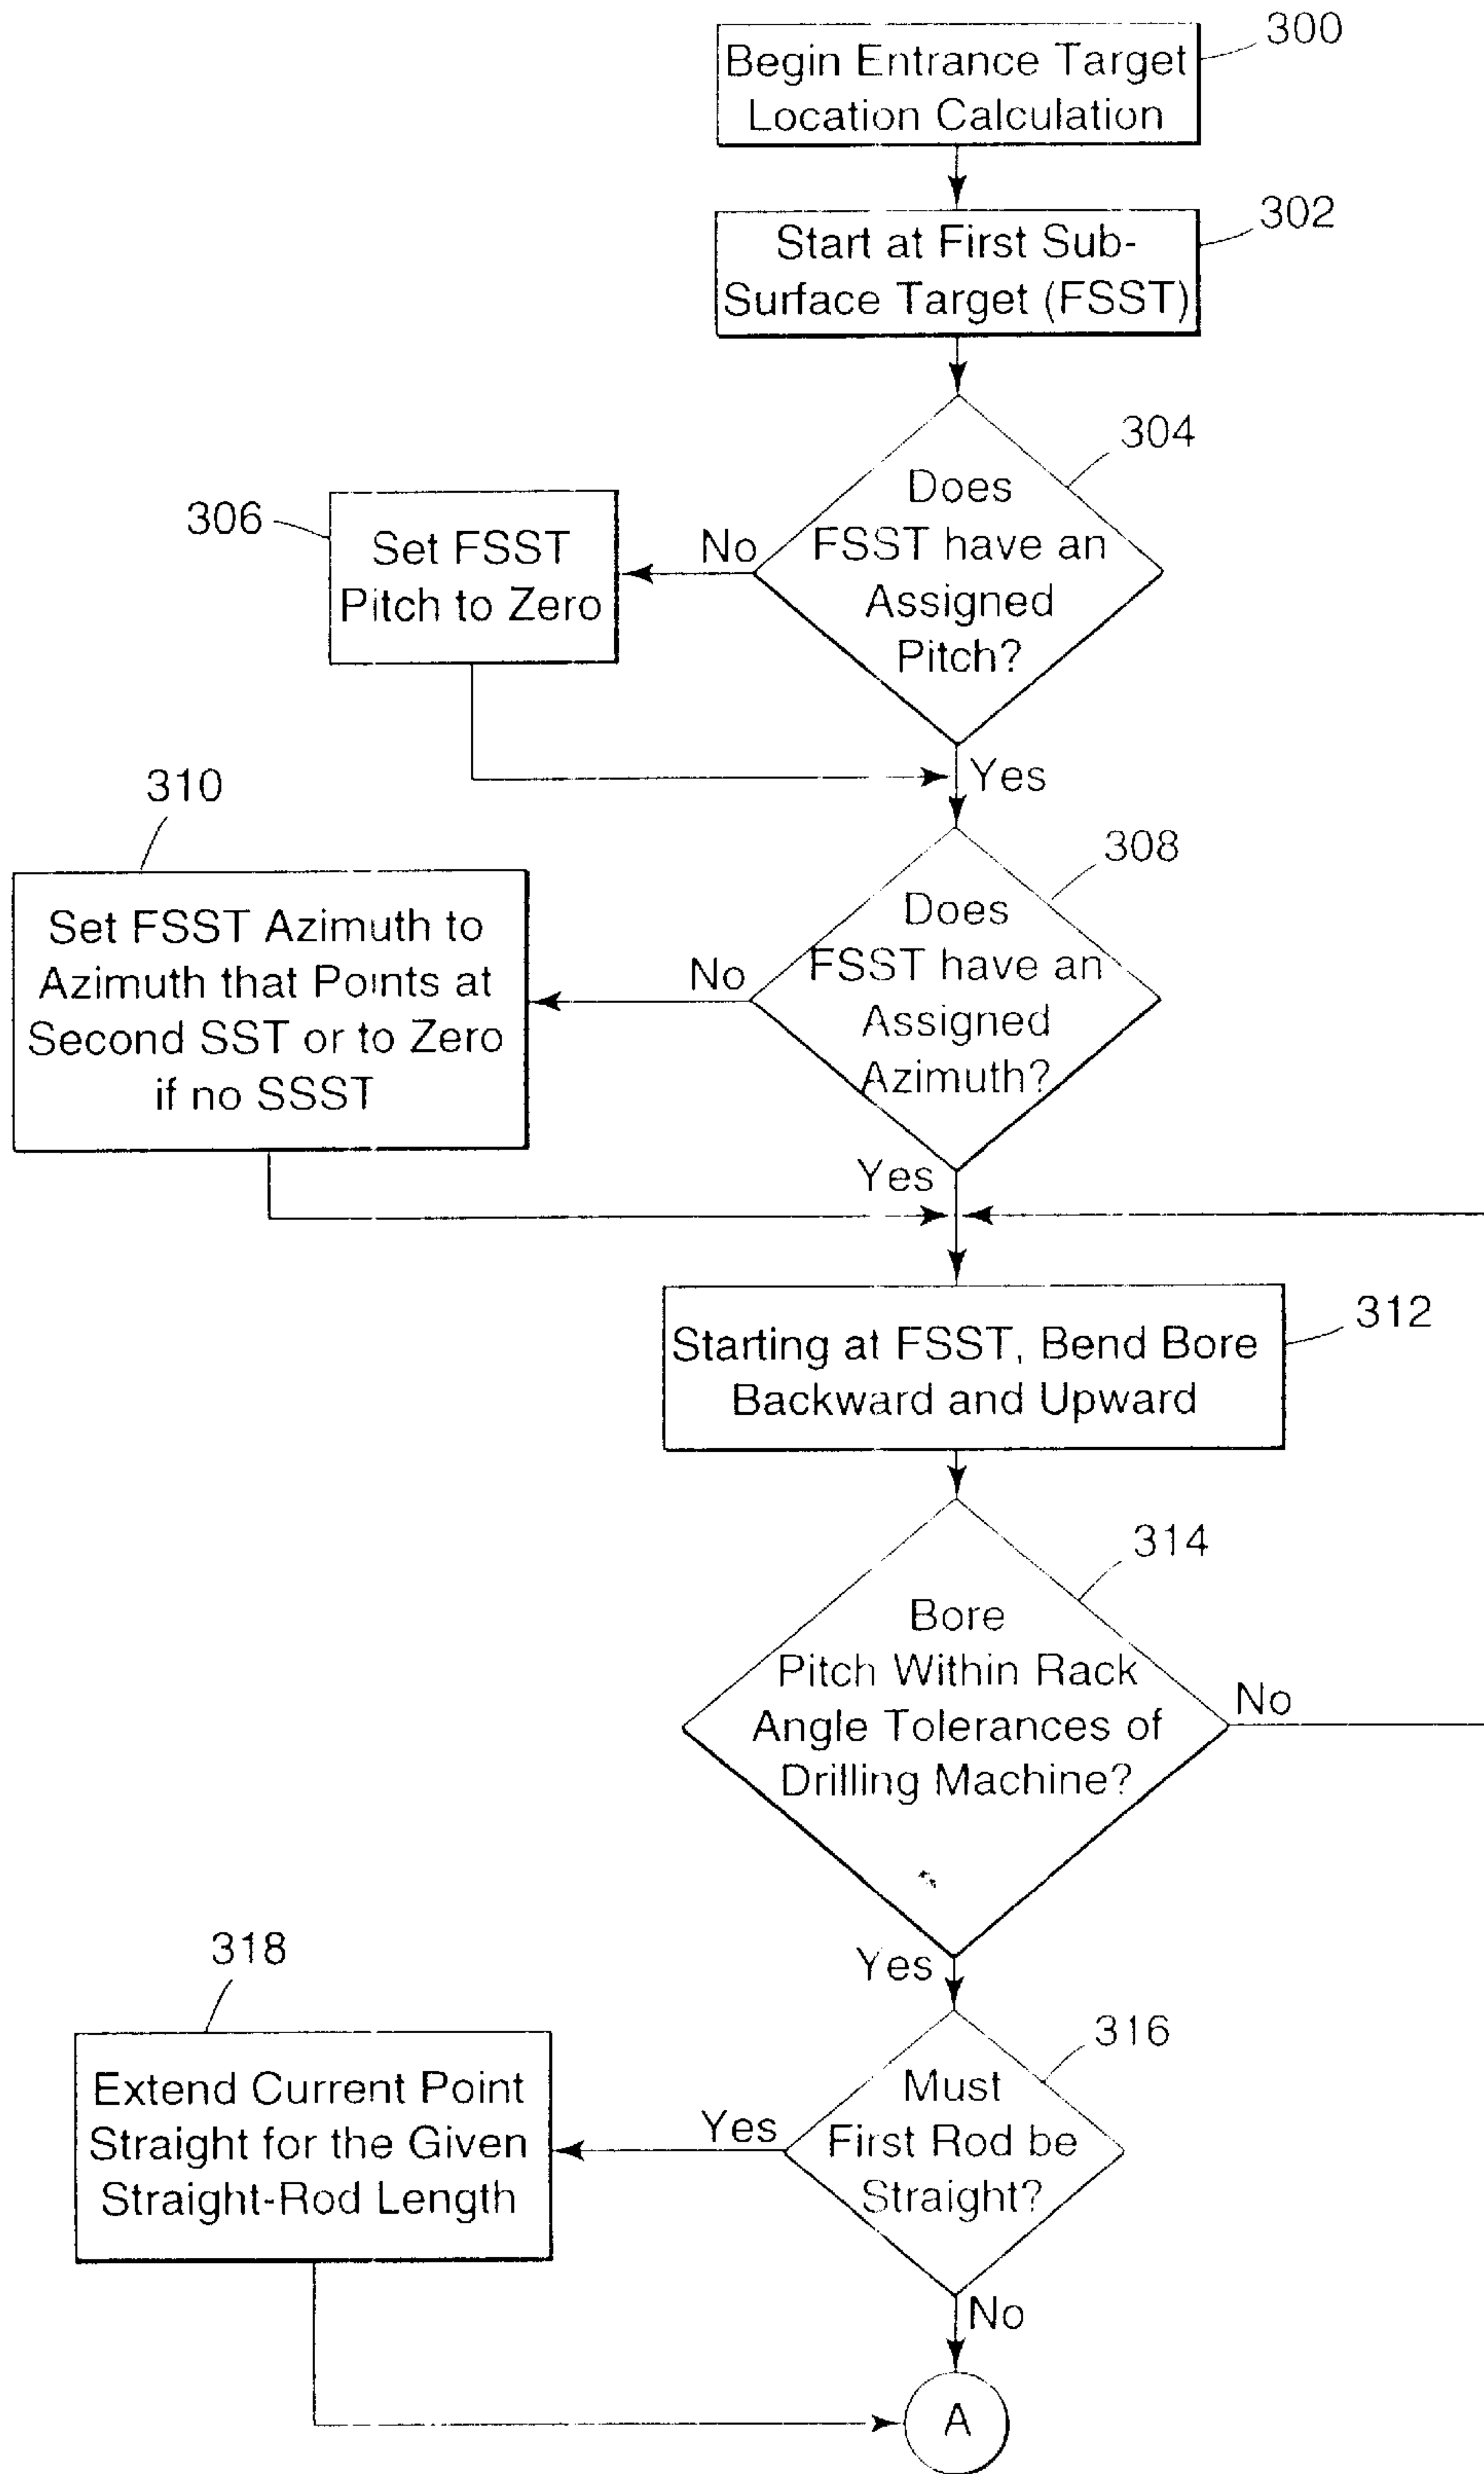 300
Begin Entrance Target
Location Calculation
302
Start at First Sub-
Surface Target (FSST)
304
Does
FSST have an
Assigned
Pitch?
No
306
Set FSST
Pitch to Zero
Yes
310
308
Does
FSST have an
Assigned
Azimuth?
No
Set FSST Azimuth to
Azimuth that Points at
Second SST or to Zero
if no SSST
Yes
312
Starting at FSST, Bend Bore
Backward and Upward
314
Bore
Pitch Within Rack
Angle Tolerances of
Drilling Machine?
No
Yes
318
316
Must
First Rod be
Straight?
Yes
Extend Current Point
Straight for the Given
Straight-Rod Length
No
A